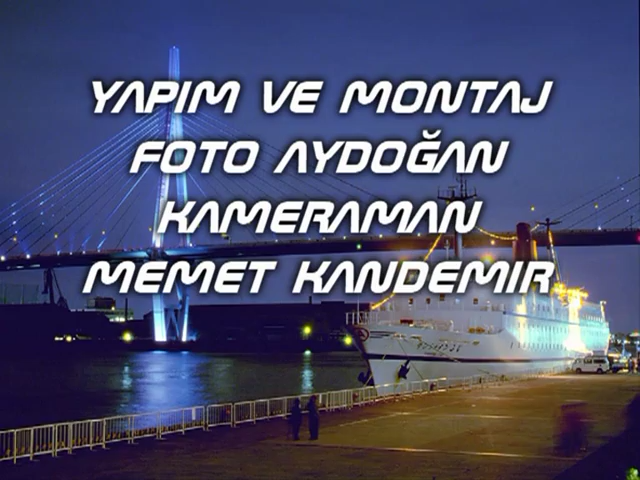 YAPIM VE MONTAJ
FOTO AYDOĞAN
KAMERAMAN
MEMET KANDEMIR